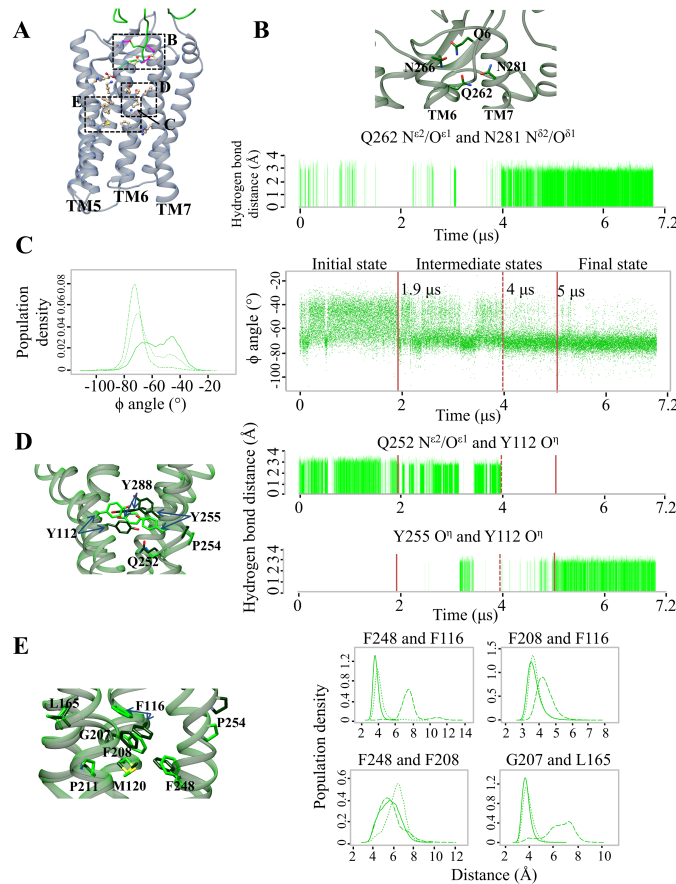 A
B
D
E
C
TM5
TM6
TM7
B
Q6
N266
N281
Q262
TM6
TM7
Q262 Nε2/Oε1 and N281 Nδ2/Oδ1
Hydrogen bond
distance (Å)
0 1 2 3 4
0 2 4 6 7.2
Time (μs)
C
Population
density
0 0.02 0.04 0.06 0.08
-100 -60 -40 -20
ϕ angle (°)
Initial state Intermediate states Final state
1.9 μs 4 μs 5 μs
ϕ angle (°)
-100 -80 -60 -40 -20
0 2 4 6 7.2
Time (μs)
D
Y288
Y112
Y255
P254
Q252
Hydrogen bond distance (Å)
Q252 Nε2/Oε1 and Y112 Oη
0 1 2 3 4
0 2 4 6 7.2
Y255 Oη and Y112 Oη
0 1 2 3 4
0 2 4 6 7.2
Time (μs)
E
L165
F116
P254
G207
F208
P211
M120
F248
Population density
F248 and F116
0 0.4 0.8 1.2
2 4 6 8 10 12 14
F208 and F116
0 0.5 1.0 1.5
2 4 6 8
F248 and F208
0 0.2 0.4 0.6
2 4 6 8 10 12
G207 and L165
0 0.4 0.8 1.2
2 4 6 8 10
Distance (Å)